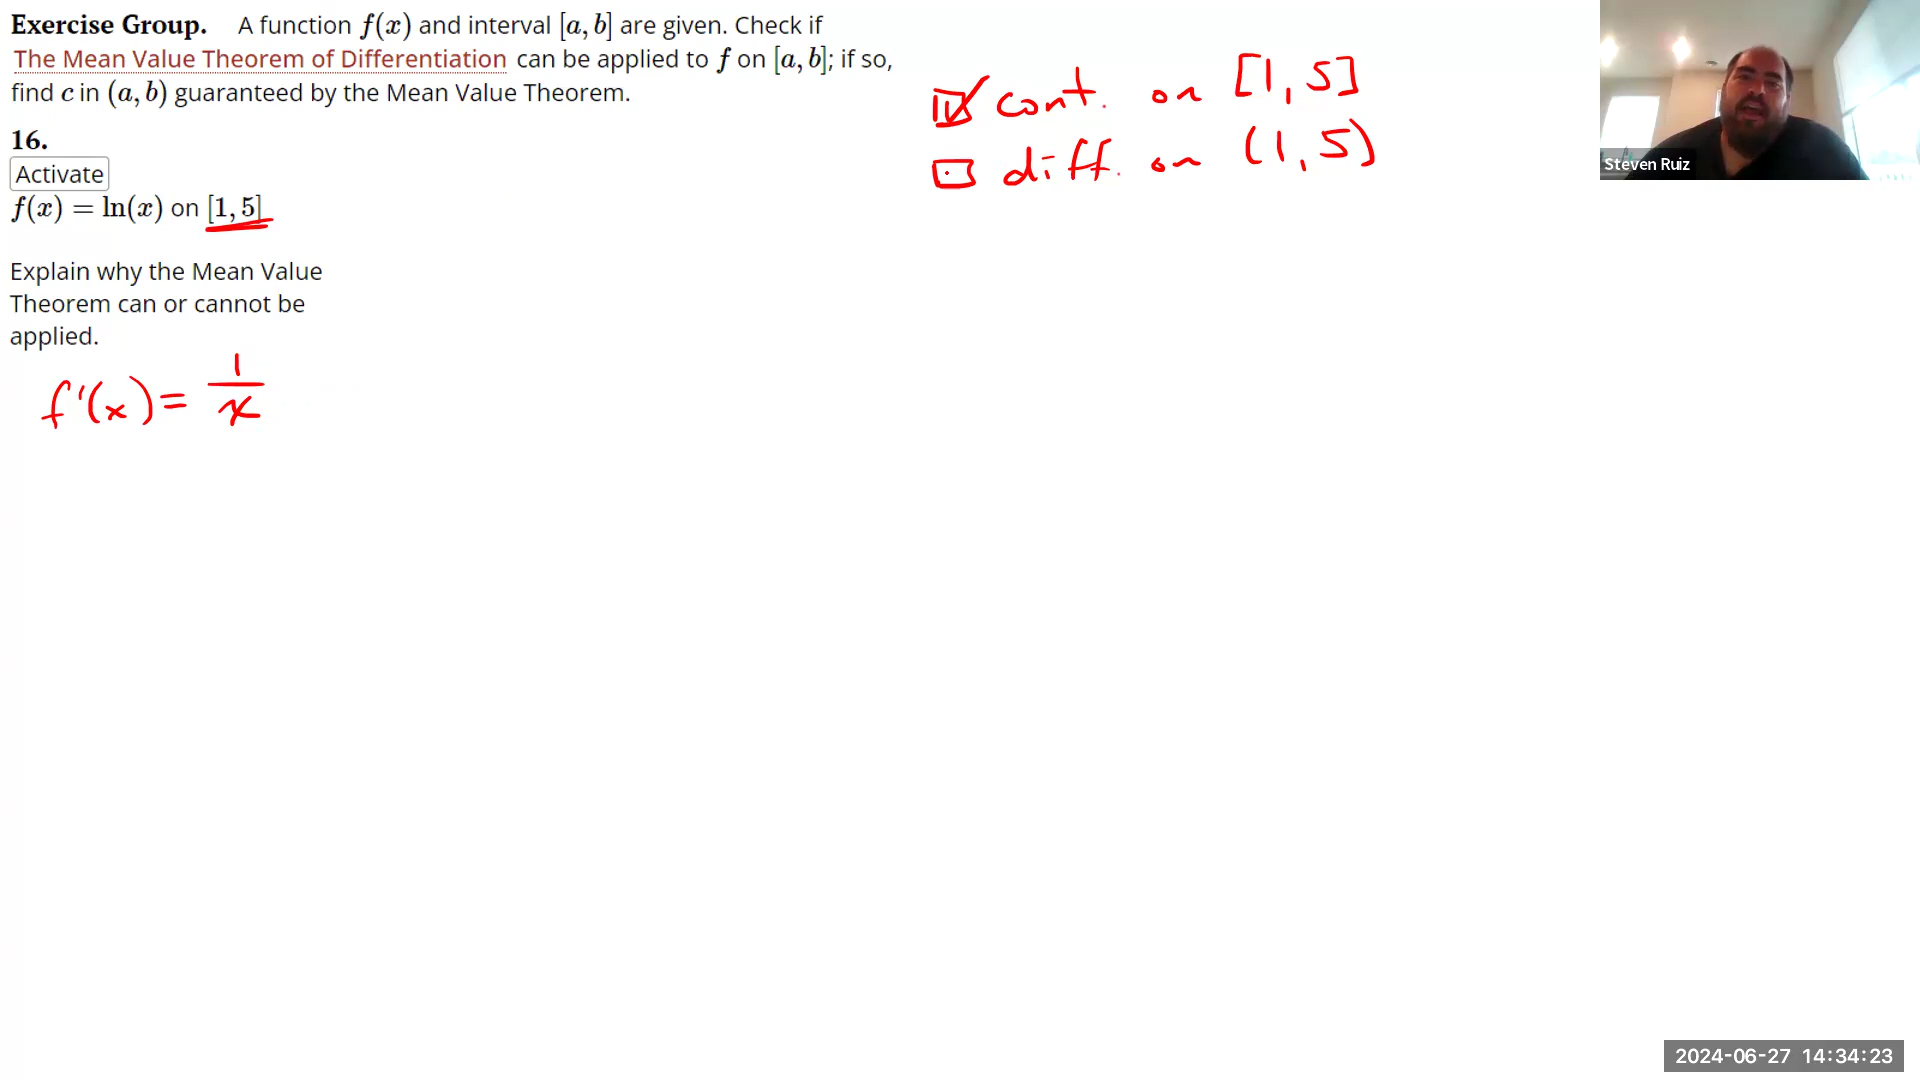 Exercise Group. A function f(x) and interval [a, b] are given. Check if
The Mean Value Theorem of Differentiation can be applied to f on [a, b]; if so,
find c in (a, b) guaranteed by the Mean Value Theorem.
16.
Activate
f(x) = ln(x) on [1, 5]
Explain why the Mean Value
Theorem can or cannot be
applied.
f'(x) = 1/x
cont. on [1, 5]
diff. on (1, 5)
Steven Ruiz
2024-06-27 14:34:23